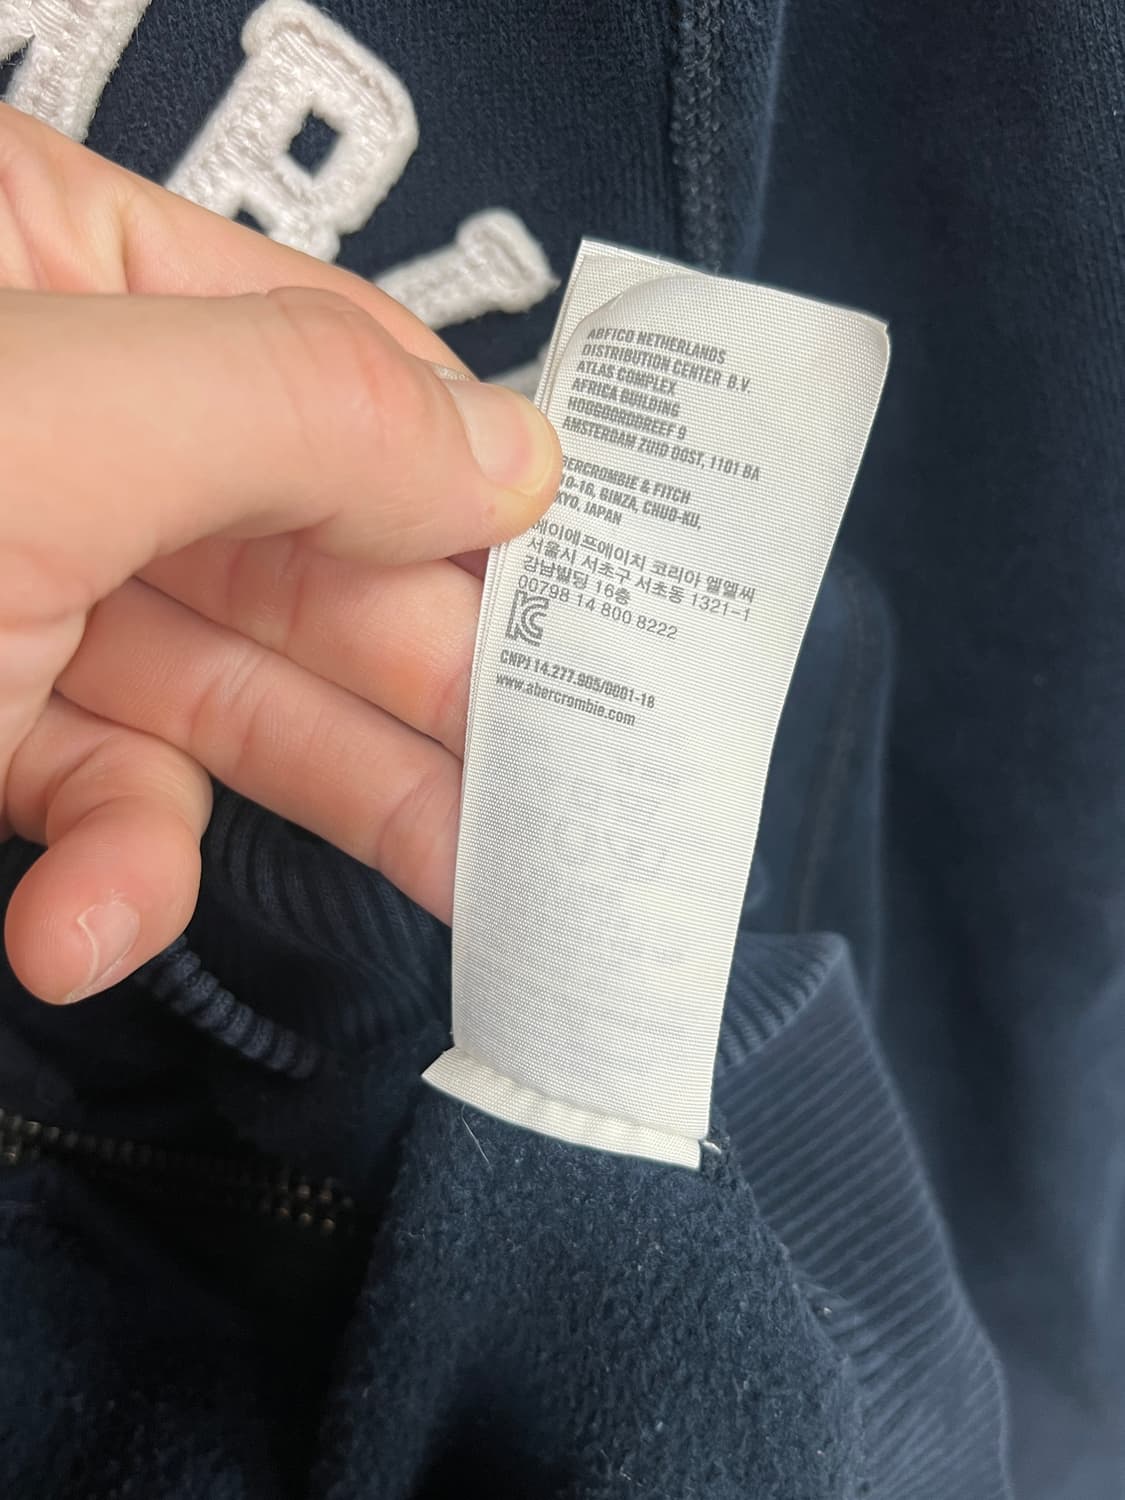 R
ABFICO NETHERLANDS
DISTRIBUTION CENTER B.V.
ATLAS COMPLEX
AFRICA BUILDING
HOOGOORDDREEF 9
AMSTERDAM ZUID OOST, 1101 BA
BERCROMBIE & FITCH
10-16, GINZA, CHUO-KU,
KYO, JAPAN
에이에프에이치 코리아 엘엘씨
서울시 서초구 서초동 1321-1
강남빌딩 16층
00798 14 800 8222
CNPJ 14.277.905/0001-18
www.abercrombie.com